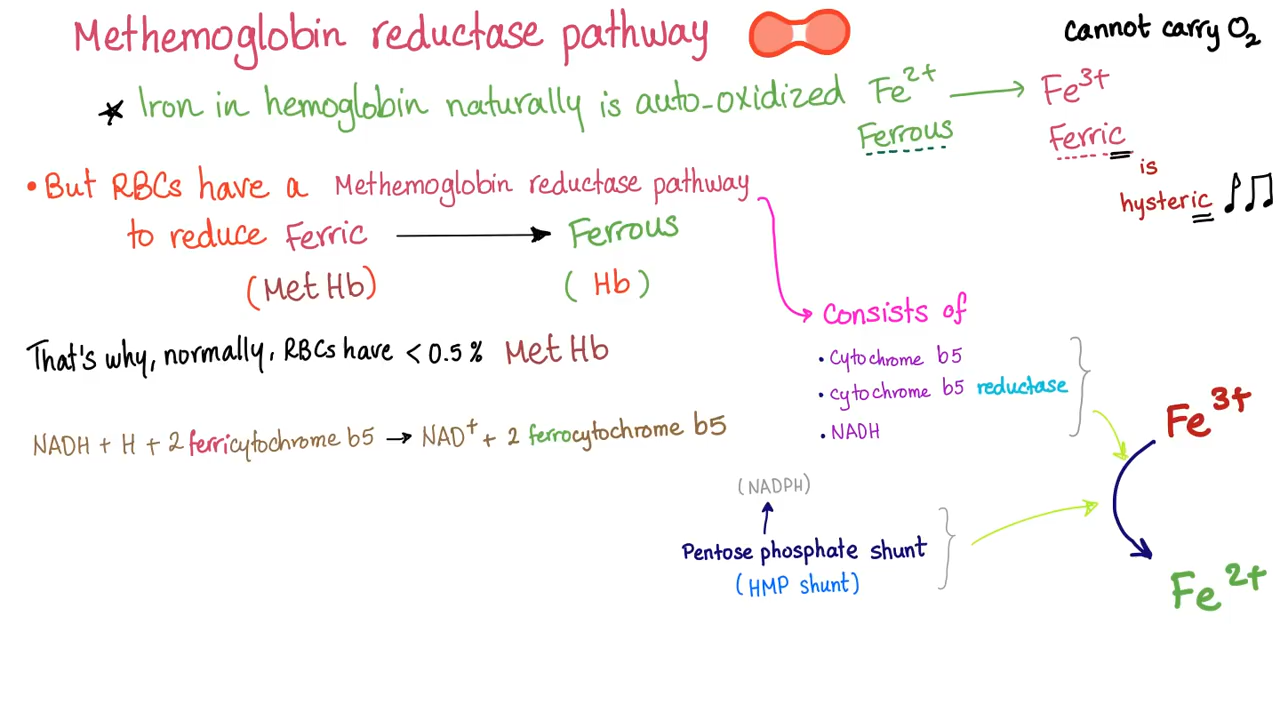 Methemoglobin reductase pathway
cannot carry O₂
* Iron in hemoglobin naturally is auto-oxidized Fe²⁺ → Fe³⁺
Ferrous
Ferric
is
hysteric
• But RBCs have a Methemoglobin reductase pathway
to reduce Ferric → Ferrous
(Met Hb) (Hb)
Consists of
That's why, normally, RBCs have < 0.5% Met Hb
• Cytochrome b5
• cytochrome b5 reductase
• NADH
Fe³⁺
NADH + H + 2 ferricytochrome b5 → NAD⁺ + 2 ferrocytochrome b5
(NADPH)
Pentose phosphate shunt
(HMP shunt)
Fe²⁺